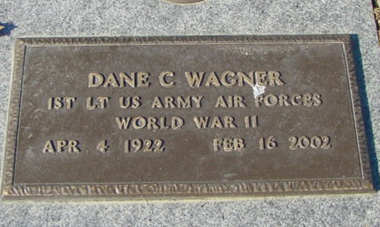 DANE C WAGNER
1ST LT US ARMY AIR FORCES
WORLD WAR II
APR 4 1922 FEB 16 2002